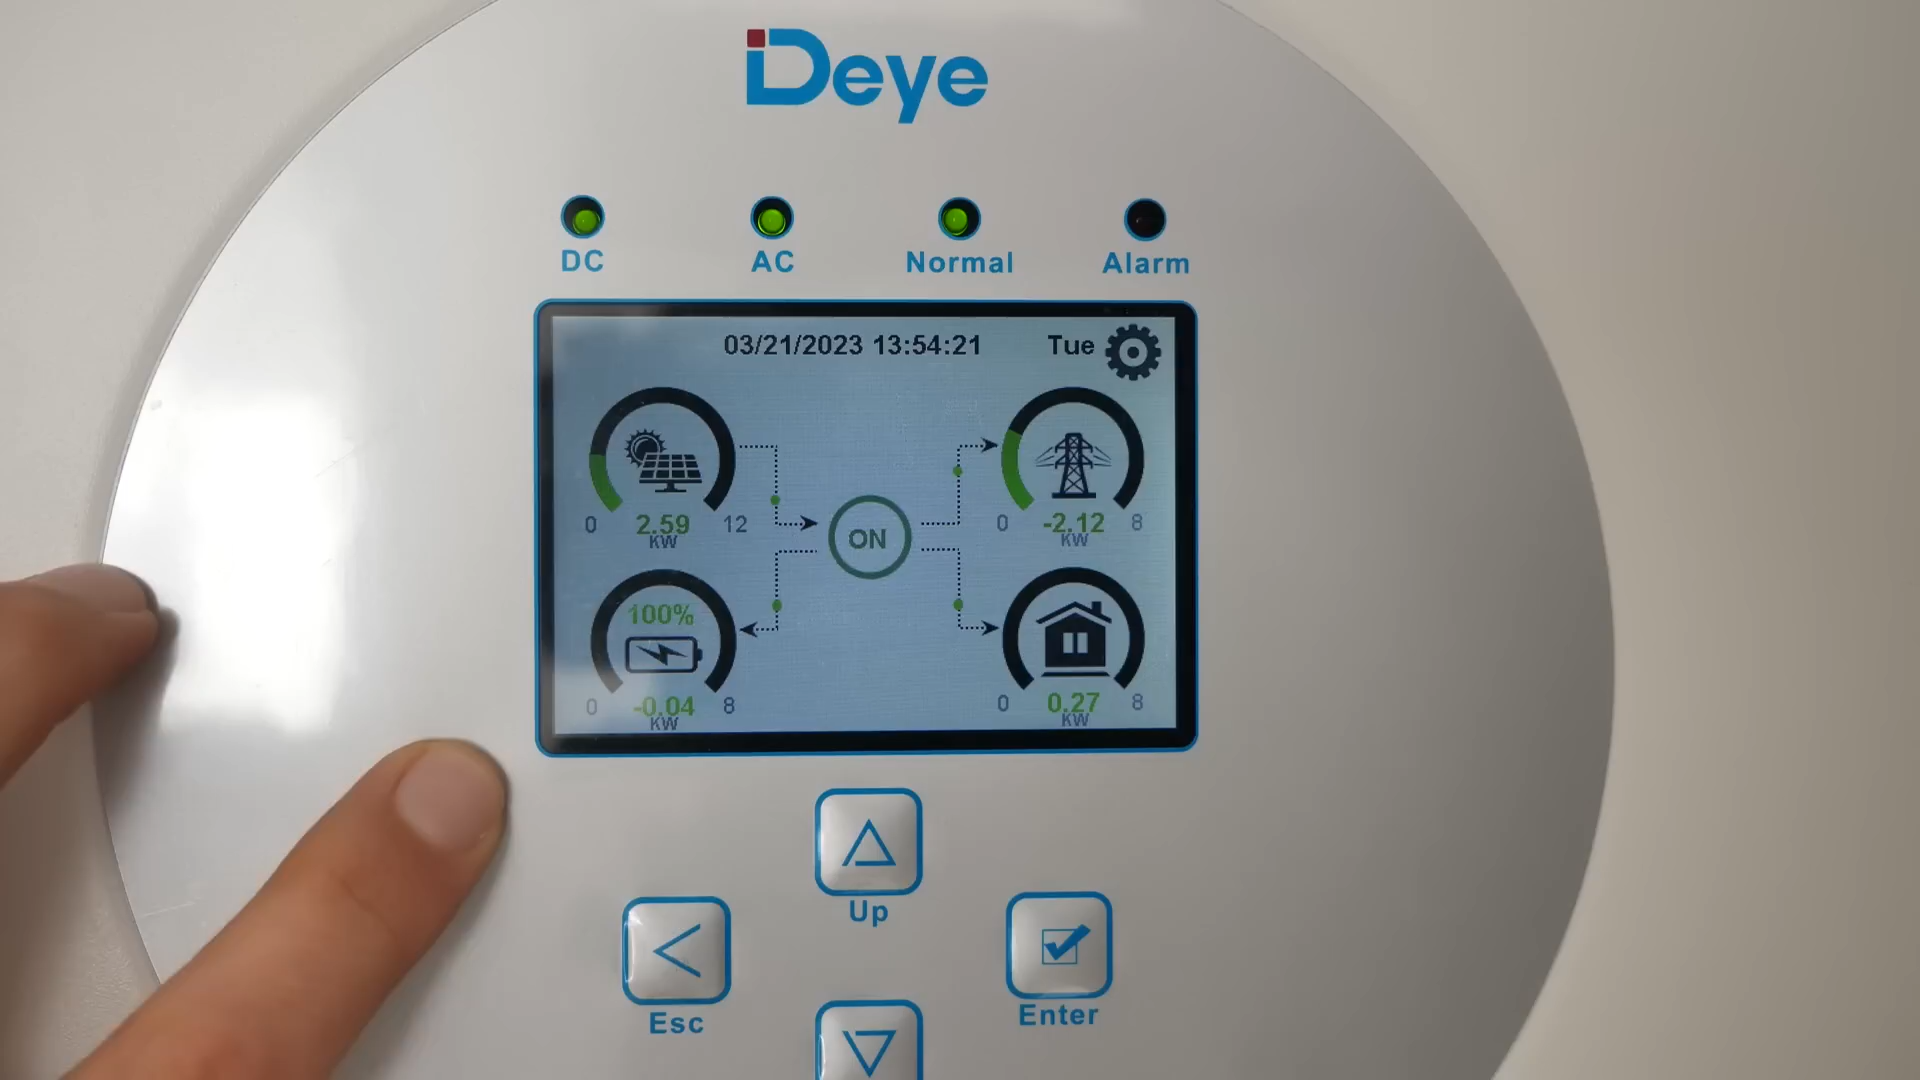 Deye
DC AC Normal Alarm
03/21/2023 13:54:21 Tue
0 2.59 12
KW
0 -2.12 8
KW
ON
100%
0 -0.04 8
KW
0 0.27 8
KW
Up
Esc
Enter